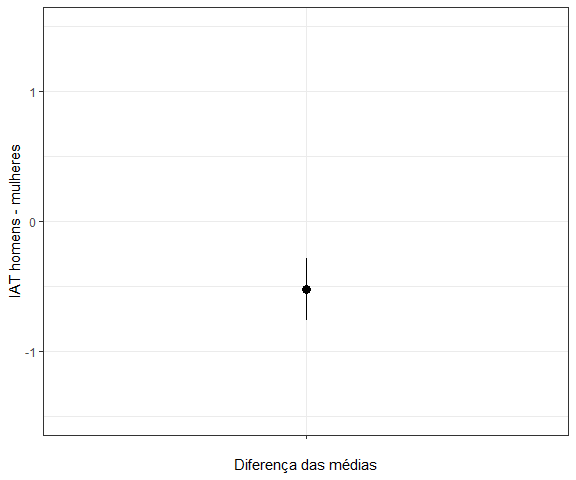 IAT homens - mulheres
1
0
-1
Diferença das médias